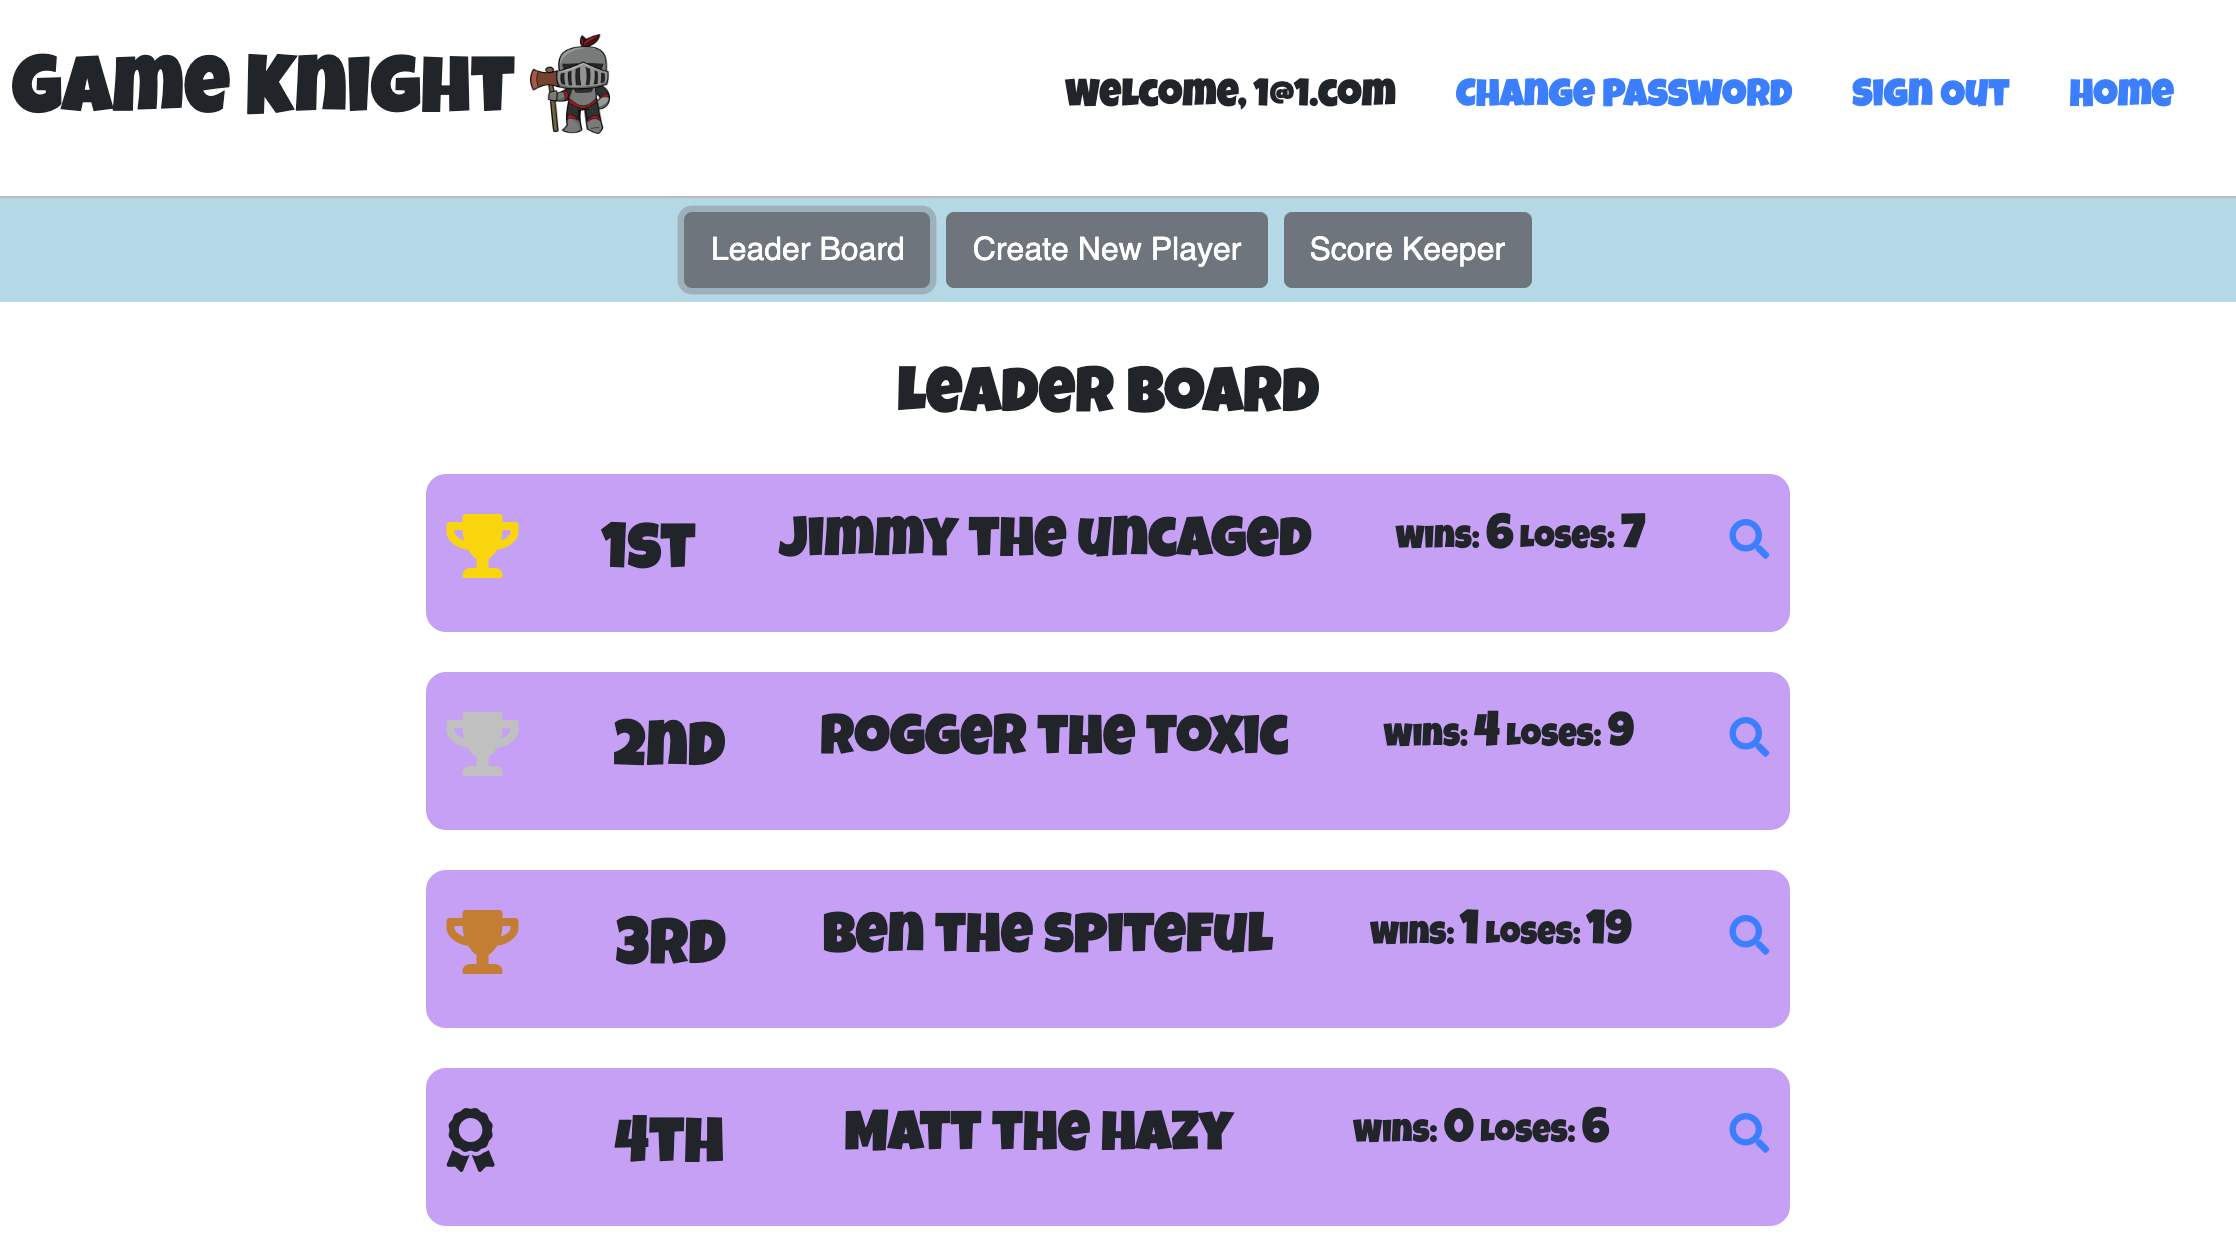 Game Knight
Welcome, 1@1.com Change Password Sign Out Home
Leader Board Create New Player Score Keeper
Leader Board
1st Jimmy the Uncaged Wins: 6 Loses: 7
2nd Rogger the Toxic Wins: 4 Loses: 9
3rd Ben the Spiteful Wins: 1 Loses: 19
4th Matt the Hazy Wins: 0 Loses: 6